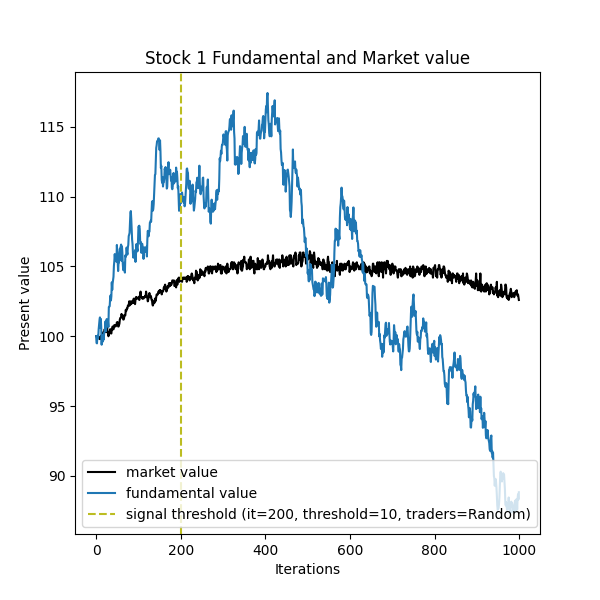 Stock 1 Fundamental and Market value
Present value
115
110
105
100
95
90
market value
fundamental value
signal threshold (it=200, threshold=10, traders=Random)
0 200 400 600 800 1000
Iterations